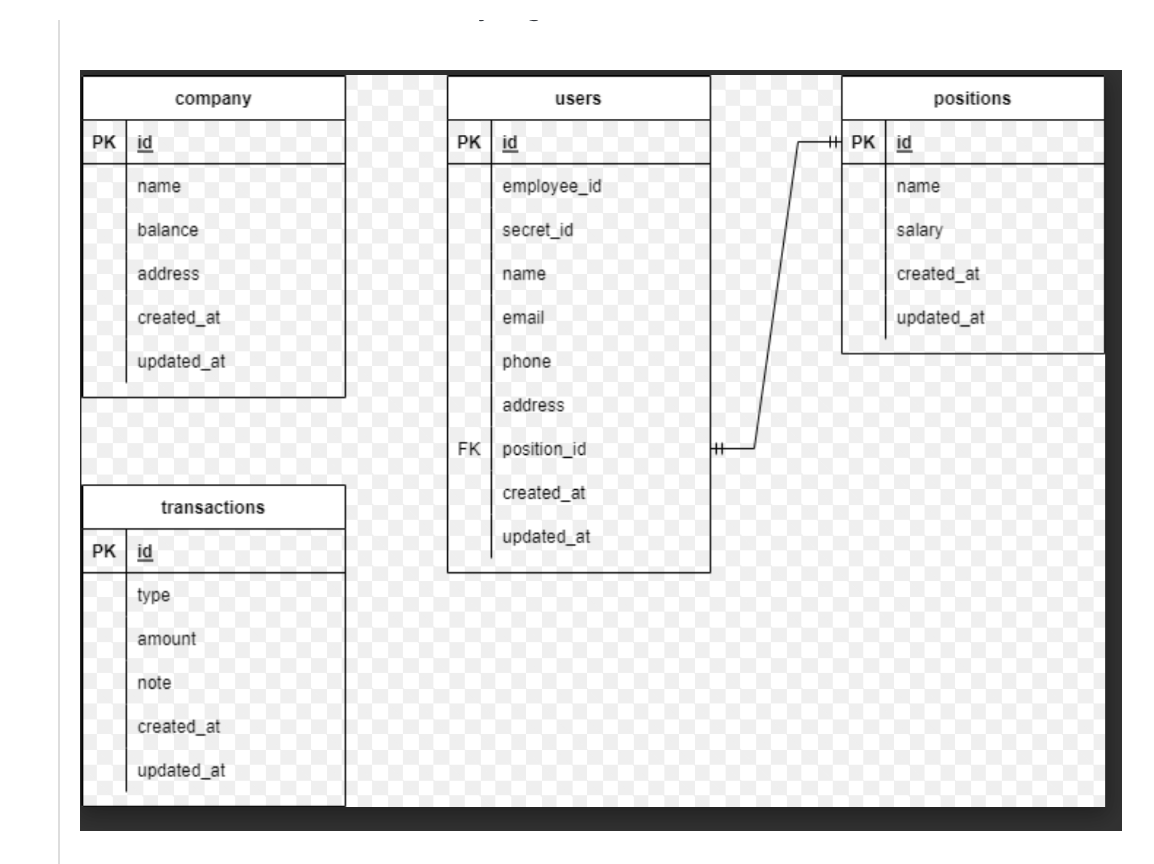 company
PK id
name
balance
address
created_at
updated_at
users
PK id
employee_id
secret_id
name
email
phone
address
FK position_id
created_at
updated_at
positions
PK id
name
salary
created_at
updated_at
transactions
PK id
type
amount
note
created_at
updated_at